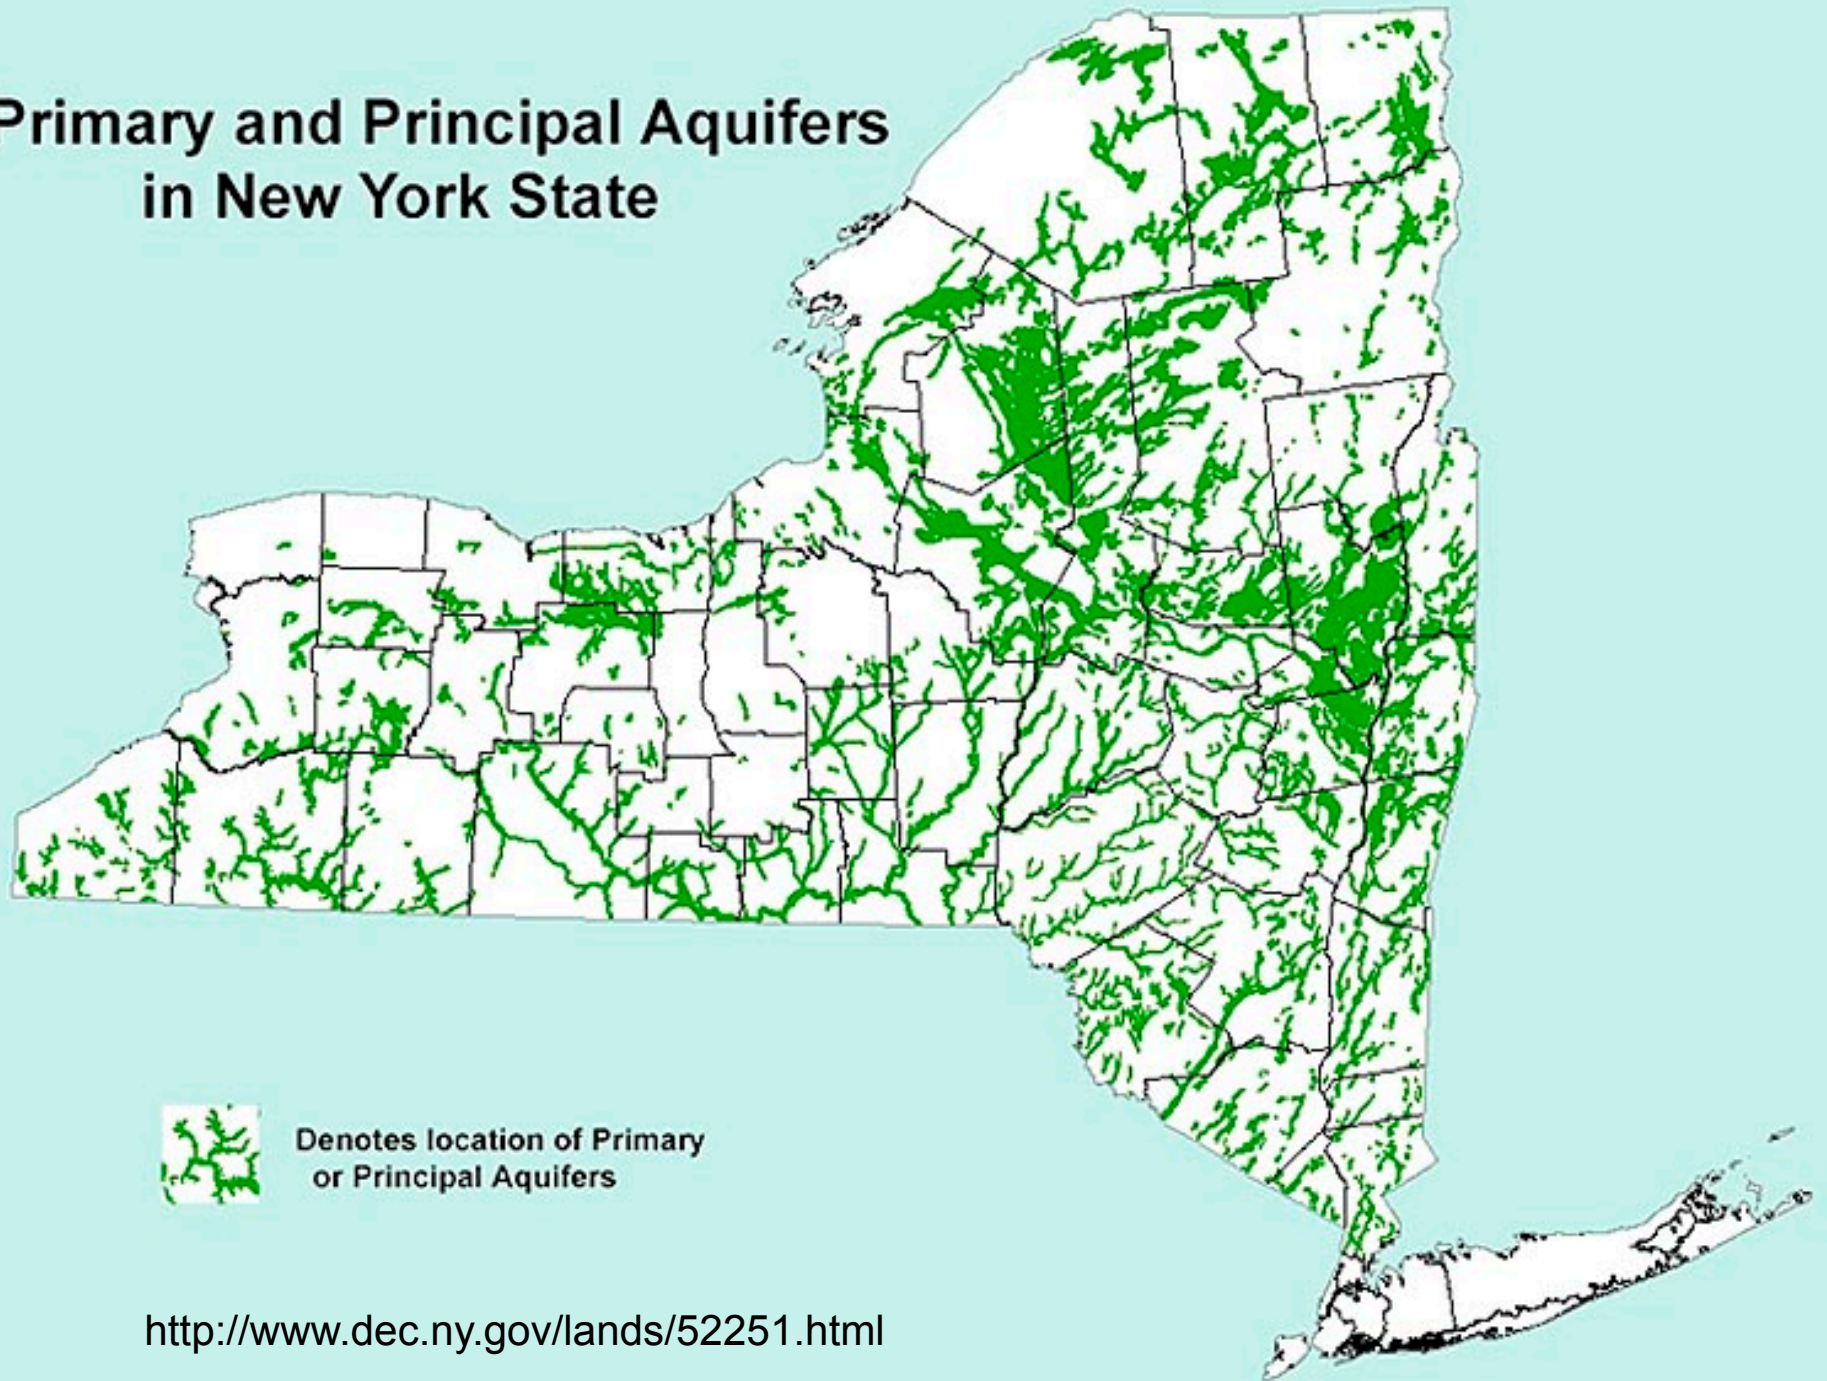 Primary and Principal Aquifers
in New York State
Denotes location of Primary
or Principal Aquifers
http://www.dec.ny.gov/lands/52251.html